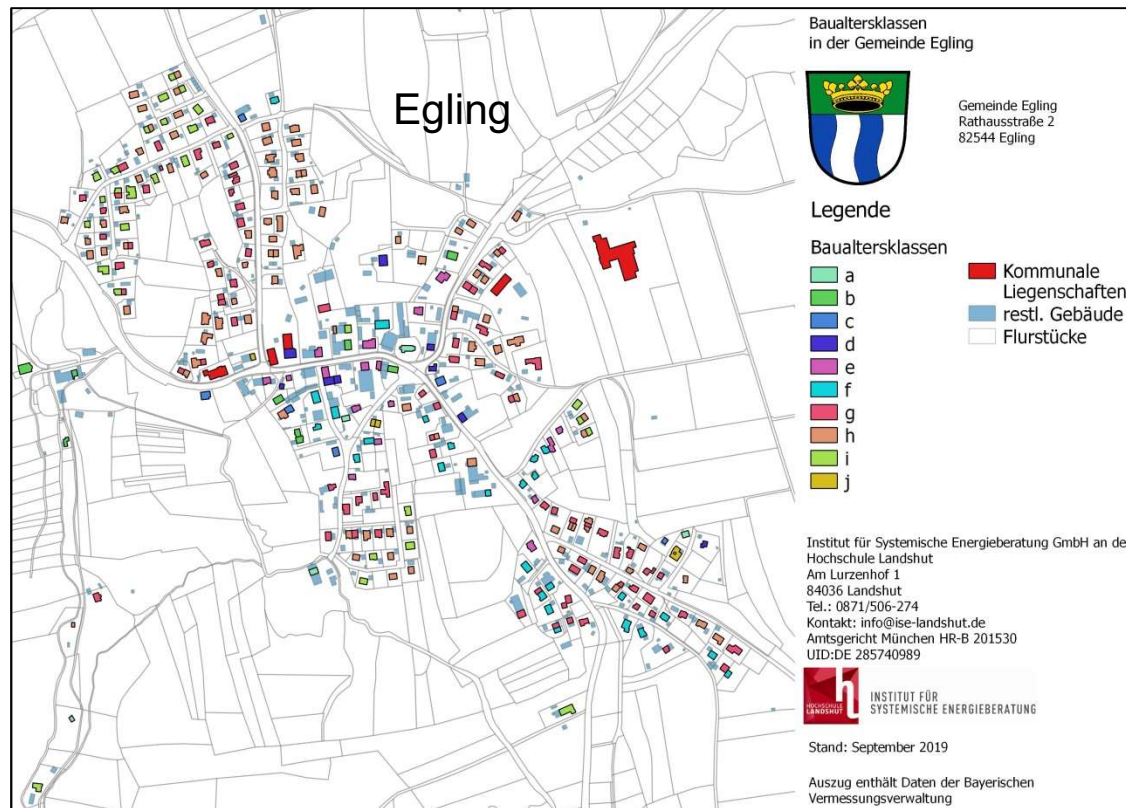 Egling
Baualtersklassen
in der Gemeinde Egling
Gemeinde Egling
Rathausstraße 2
82544 Egling
Legende
Baualtersklassen
a
b
c
d
e
f
g
h
i
j
Kommunale
Liegenschaften
restl. Gebäude
Flurstücke
Institut für Systemische Energieberatung GmbH an de
Hochschule Landshut
Am Lurzenhof 1
84036 Landshut
Tel.: 0871/506-274
Kontakt: info@ise-landshut.de
Amtsgericht München HR-B 201530
UID:DE 285740989
HOCHSCHULE
LANDSHUT
INSTITUT FÜR
SYSTEMISCHE ENERGIEBERATUNG
Stand: September 2019
Auszug enthält Daten der Bayerischen
Vermessungsverwaltung